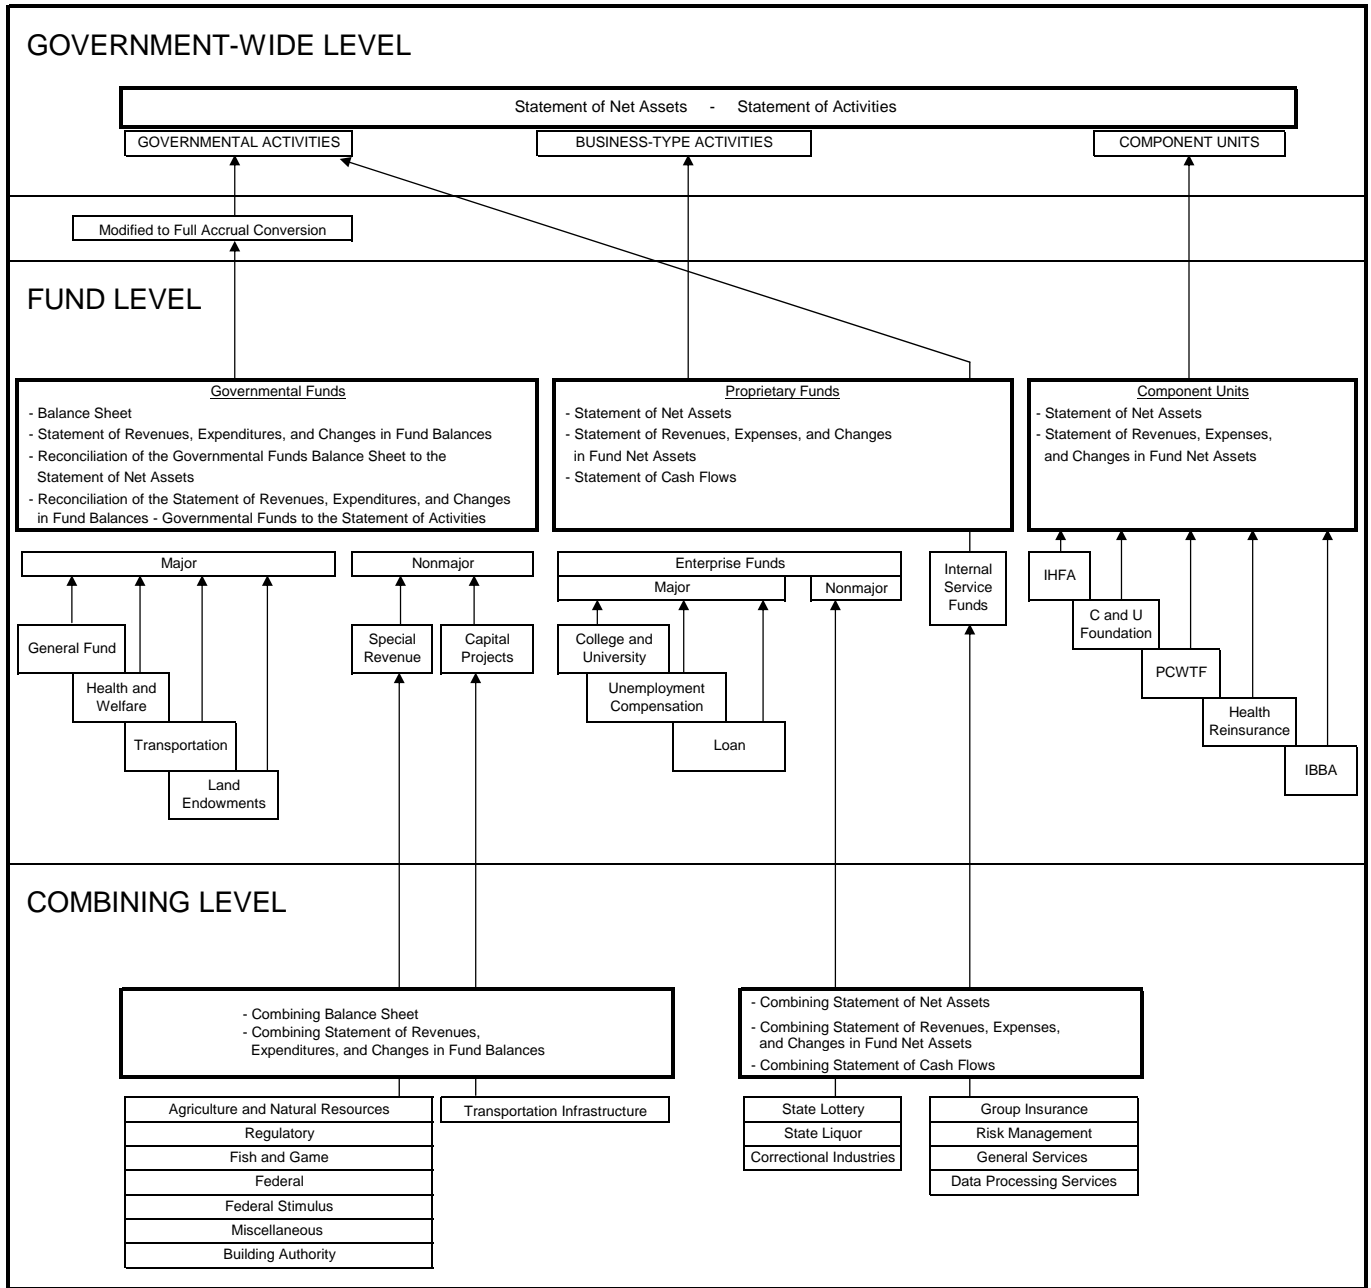 GOVERNMENT-WIDE LEVEL
Statement of Net Assets - Statement of Activities
GOVERNMENTAL ACTIVITIES
BUSINESS-TYPE ACTIVITIES
COMPONENT UNITS
Modified to Full Accrual Conversion
FUND LEVEL
Governmental Funds
- Balance Sheet
- Statement of Revenues, Expenditures, and Changes in Fund Balances
- Reconciliation of the Governmental Funds Balance Sheet to the
Statement of Net Assets
- Reconciliation of the Statement of Revenues, Expenditures, and Changes
in Fund Balances - Governmental Funds to the Statement of Activities
Proprietary Funds
- Statement of Net Assets
- Statement of Revenues, Expenses, and Changes
in Fund Net Assets
- Statement of Cash Flows
Component Units
- Statement of Net Assets
- Statement of Revenues, Expenses,
and Changes in Fund Net Assets
Major
Nonmajor
General Fund
Health and
Welfare
Transportation
Land
Endowments
Special
Revenue
Capital
Projects
Enterprise Funds
Major
Nonmajor
College and
University
Unemployment
Compensation
Loan
Internal
Service
Funds
IHFA
C and U
Foundation
PCWTF
Health
Reinsurance
IBBA
COMBINING LEVEL
- Combining Balance Sheet
- Combining Statement of Revenues,
Expenditures, and Changes in Fund Balances
- Combining Statement of Net Assets
- Combining Statement of Revenues, Expenses,
and Changes in Fund Net Assets
- Combining Statement of Cash Flows
Agriculture and Natural Resources
Regulatory
Fish and Game
Federal
Federal Stimulus
Miscellaneous
Building Authority
Transportation Infrastructure
State Lottery
State Liquor
Correctional Industries
Group Insurance
Risk Management
General Services
Data Processing Services